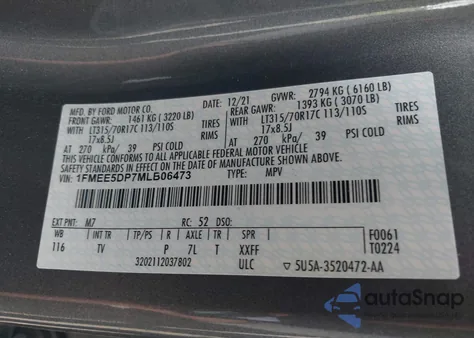 MFD. BY FORD MOTOR CO.
FRONT GAWR: 1461 KG ( 3220 LB)
WITH LT315/70R17C 113/110S TIRES
17x8.5J RIMS
AT 270 kPa/ 39 PSI COLD
12/21 GVWR: 2794 KG ( 6160 LB)
REAR GAWR: 1393 KG ( 3070 LB)
WITH LT315/70R17C 113/110S TIRES
17x8.5J RIMS
AT 270 kPa/ 39 PSI COLD
THIS VEHICLE CONFORMS TO ALL APPLICABLE FEDERAL MOTOR VEHICLE
SAFETY STANDARDS IN EFFECT ON THE DATE OF MANUFACTURE SHOWN ABOVE.
VIN: 1FMEE5DP7MLB06473 TYPE: MPV
EXT PNT: M7 RC: 52 DSO:
WB INT TR TP/PS R AXLE TR XXFF
116 TV P 7L T
F0061
T0224
3202112037802 ULC ▽ 5U5A-3520472-AA
autoSnap